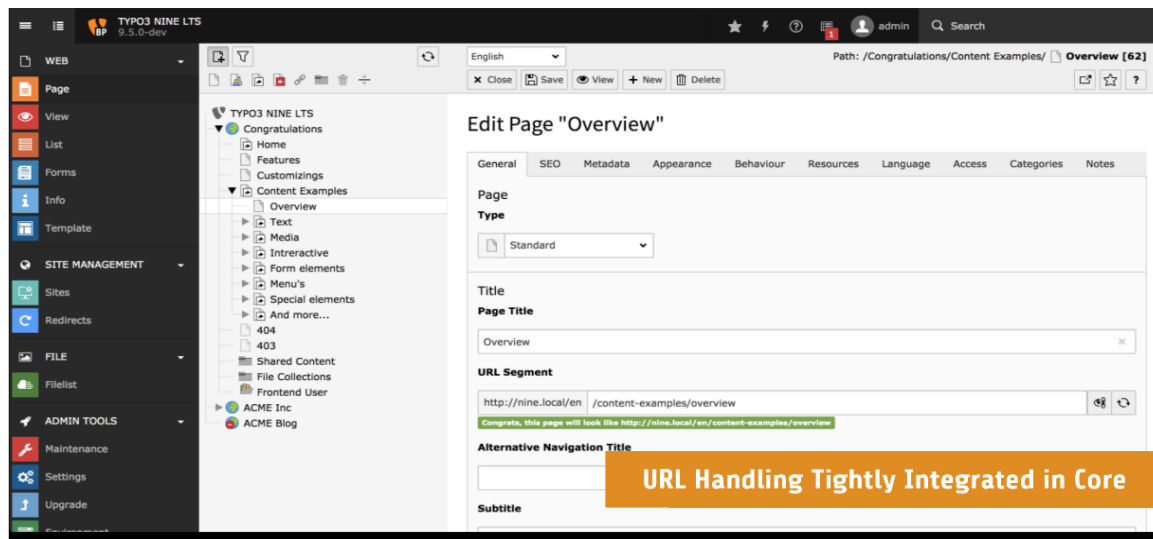 TYPO3 NINE LTS
9.5.0-dev
BP
1
admin
Search
WEB
Page
View
List
Forms
Info
Template
SITE MANAGEMENT
Sites
Redirects
FILE
Filelist
ADMIN TOOLS
Maintenance
Settings
Upgrade
Environment
TYPO3 NINE LTS
Congratulations
Home
Features
Customizings
Content Examples
Overview
Text
Media
Intreractive
Form elements
Menu's
Special elements
And more...
404
403
Shared Content
File Collections
Frontend User
ACME Inc
ACME Blog
English
Path: /Congratulations/Content Examples/ Overview [62]
Close Save View New Delete
Edit Page "Overview"
General SEO Metadata Appearance Behaviour Resources Language Access Categories Notes
Page
Type
Standard
Title
Page Title
Overview
URL Segment
http://nine.local/en /content-examples/overview
Congrats, this page will look like http://nine.local/en/content-examples/overview
Alternative Navigation Title
URL Handling Tightly Integrated in Core
Subtitle